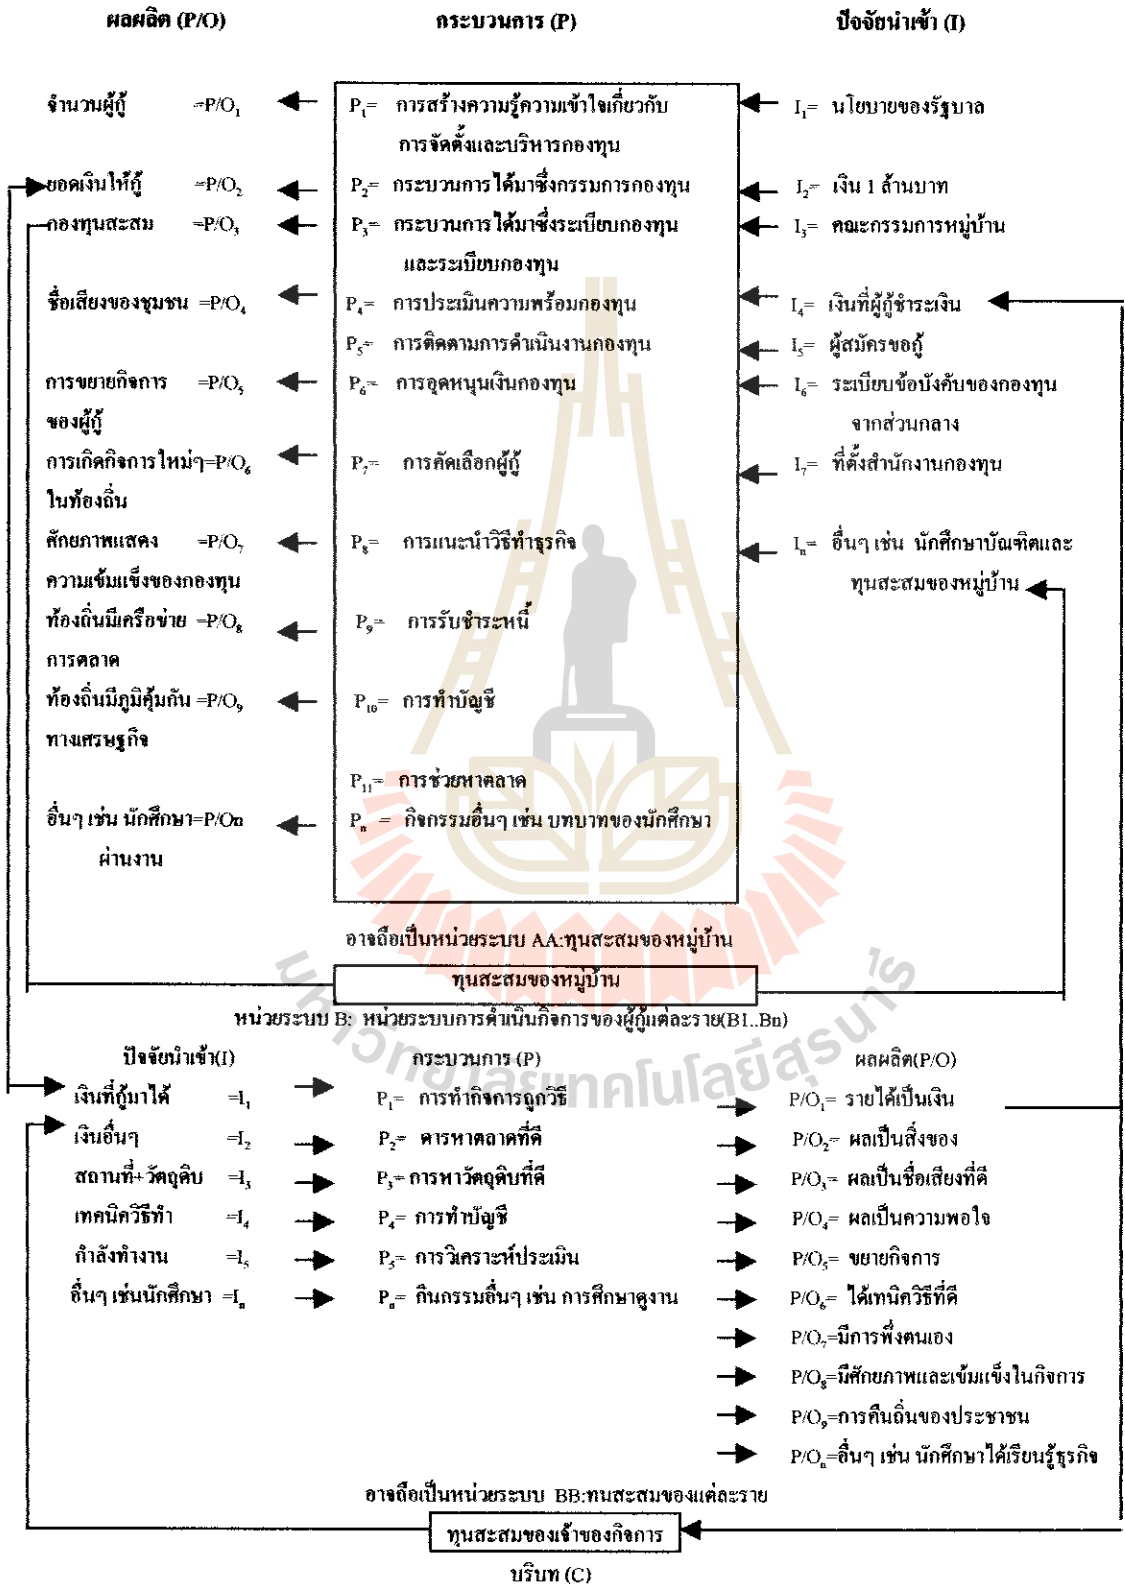 ผลผลิต (P/O) กระบวนการ (P) ปัจจัยนำเข้า (I)
จำนวนผู้กู้ =P/O1 P1= การสร้างความรู้ความเข้าใจเกี่ยวกับ I1= นโยบายของรัฐบาล
การจัดตั้งและบริหารกองทุน
ยอดเงินให้กู้ =P/O2 P2= กระบวนการได้มาซึ่งกรรมการกองทุน I2= เงิน 1 ล้านบาท
กองทุนสะสม =P/O3 P3= กระบวนการได้มาซึ่งระเบียบกองทุน I3= คณะกรรมการหมู่บ้าน
และระเบียบกองทุน
ชื่อเสียงของชุมชน =P/O4 P4= การประเมินความพร้อมกองทุน I4= เงินที่ผู้กู้ชำระเงิน
P5= การติดตามการดำเนินงานกองทุน I5= ผู้สมัครขอกู้
การขยายกิจการ =P/O5 P6= การอุดหนุนเงินกองทุน I6= ระเบียบข้อบังคับของกองทุน
ของผู้กู้ จากส่วนกลาง
การเกิดกิจการใหม่ๆ=P/O6 P7= การคัดเลือกผู้กู้ I7= ที่ตั้งสำนักงานกองทุน
ในท้องถิ่น
ศักยภาพแสดง =P/O7 P8= การแนะนำวิธีทำธุรกิจ In= อื่นๆ เช่น นักศึกษาบัณฑิตและ
ความเข้มแข็งของกองทุน ทุนสะสมของหมู่บ้าน
ท้องถิ่นมีเครือข่าย =P/O8 P9= การรับชำระหนี้
การตลาด
ท้องถิ่นมีภูมิคุ้มกัน =P/O9 P10= การทำบัญชี
ทางเศรษฐกิจ
P11= การช่วยหาตลาด
อื่นๆ เช่น นักศึกษา=P/On Pn = กิจกรรมอื่นๆ เช่น บทบาทของนักศึกษา
ผ่านงาน
อาจถือเป็นหน่วยระบบ AA:ทุนสะสมของหมู่บ้าน
ทุนสะสมของหมู่บ้าน
หน่วยระบบ B: หน่วยระบบการดำเนินกิจการของผู้กู้แต่ละราย(B1..Bn)
มหาวิทยาลัยเทคโนโลยีสุรนารี
ปัจจัยนำเข้า(I) กระบวนการ (P) ผลผลิต(P/O)
เงินที่กู้มาได้ =I1 P1= การทำกิจการถูกวิธี P/O1= รายได้เป็นเงิน
เงินอื่นๆ =I2 P2= การหาตลาดที่ดี P/O2= ผลเป็นสิ่งของ
สถานที่+วัตถุดิบ =I3 P3=การหาวัตถุดิบที่ดี P/O3= ผลเป็นชื่อเสียงที่ดี
เทคนิควิธีทำ =I4 P4= การทำบัญชี P/O4= ผลเป็นความพอใจ
กำลังทำงาน =I5 P5= การวิเคราะห์ประเมิน P/O5= ขยายกิจการ
อื่นๆ เช่นนักศึกษา =In Pn= กินกรรมอื่นๆ เช่น การศึกษาดูงาน P/O6= ได้เทนิควิธีที่ดี
P/O7=มีการพึ่งตนเอง
P/O8=มีศักยภาพและเข้มแข็งในกิจการ
P/O9=การคืนถิ่นของประชาชน
P/On=อื่นๆ เช่น นักศึกษาได้เรียนรู้ธุรกิจ
อาจถือเป็นหน่วยระบบ BB:ทนสะสมของแต่ละราย
ทุนสะสมของเจ้าของกิจการ
บริบท (C)